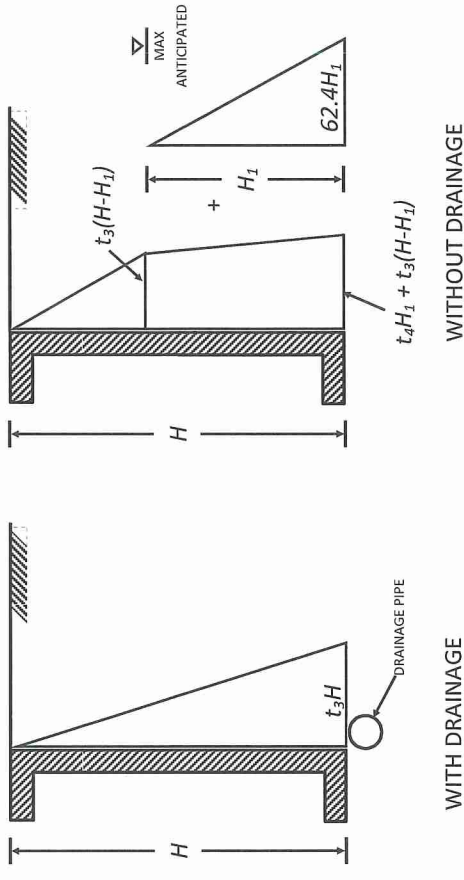 H
t₃H
DRAINAGE PIPE
WITH DRAINAGE
H
t₃(H-H₁)
t₄H₁ + t₃(H-H₁)
+
H₁
62.4H₁
MAX
ANTICIPATED
WITHOUT DRAINAGE